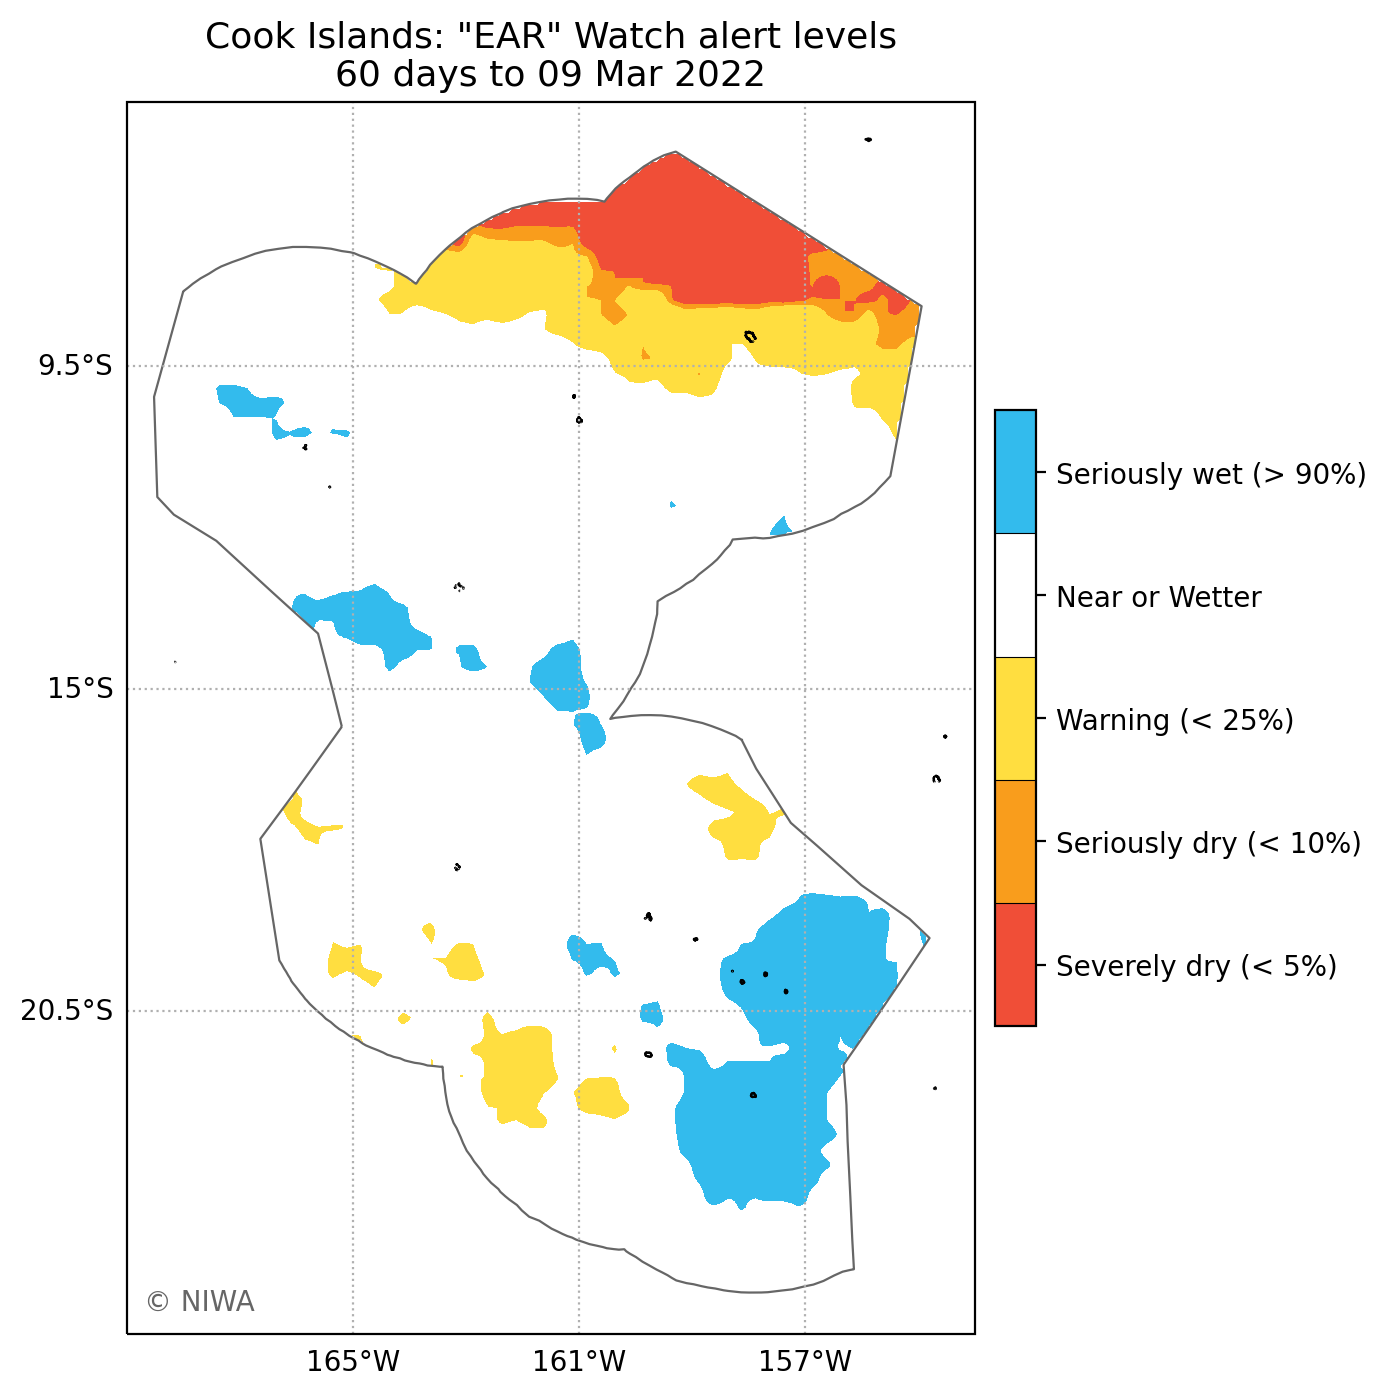 Cook Islands: "EAR" Watch alert levels
60 days to 09 Mar 2022
9.5°S
15°S
20.5°S
165°W
161°W
157°W
Seriously wet (> 90%)
Near or Wetter
Warning (< 25%)
Seriously dry (< 10%)
Severely dry (< 5%)
© NIWA